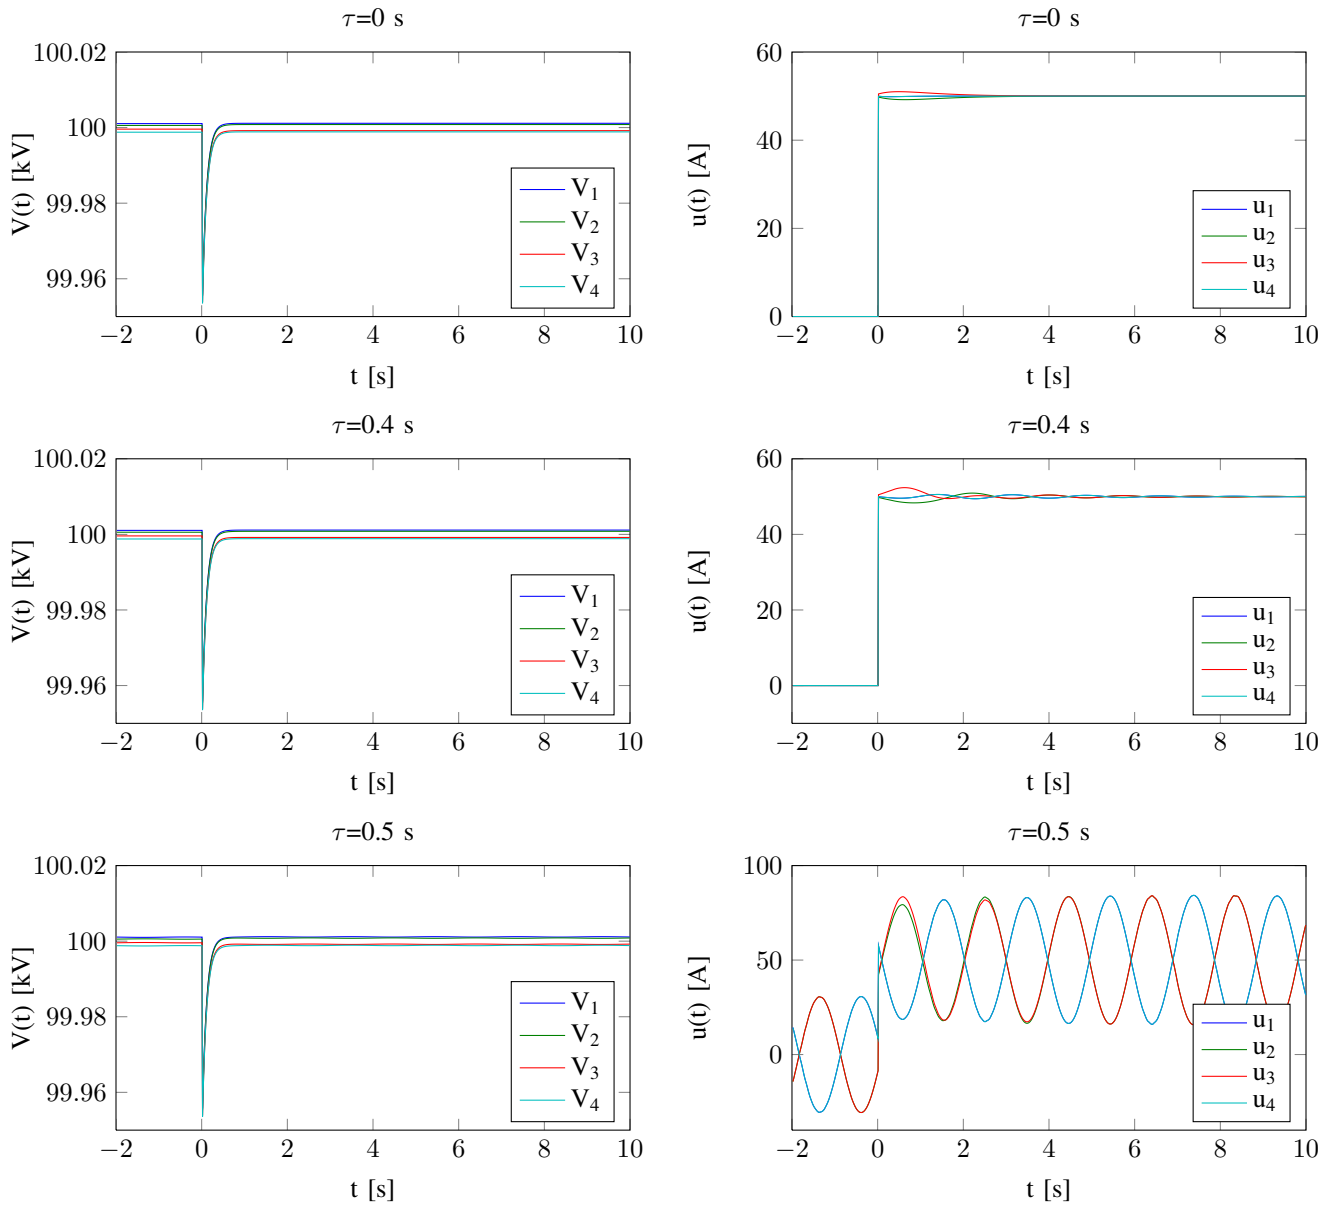 τ=0 s
100.02
100
99.98
99.96
V(t) [kV]
V1
V2
V3
V4
−2 0 2 4 6 8 10
t [s]
τ=0 s
60
40
20
0
u(t) [A]
u1
u2
u3
u4
−2 0 2 4 6 8 10
t [s]
τ=0.4 s
100.02
100
99.98
99.96
V(t) [kV]
V1
V2
V3
V4
−2 0 2 4 6 8 10
t [s]
τ=0.4 s
60
40
20
0
u(t) [A]
u1
u2
u3
u4
−2 0 2 4 6 8 10
t [s]
τ=0.5 s
100.02
100
99.98
99.96
V(t) [kV]
V1
V2
V3
V4
−2 0 2 4 6 8 10
t [s]
τ=0.5 s
100
50
0
u(t) [A]
u1
u2
u3
u4
−2 0 2 4 6 8 10
t [s]